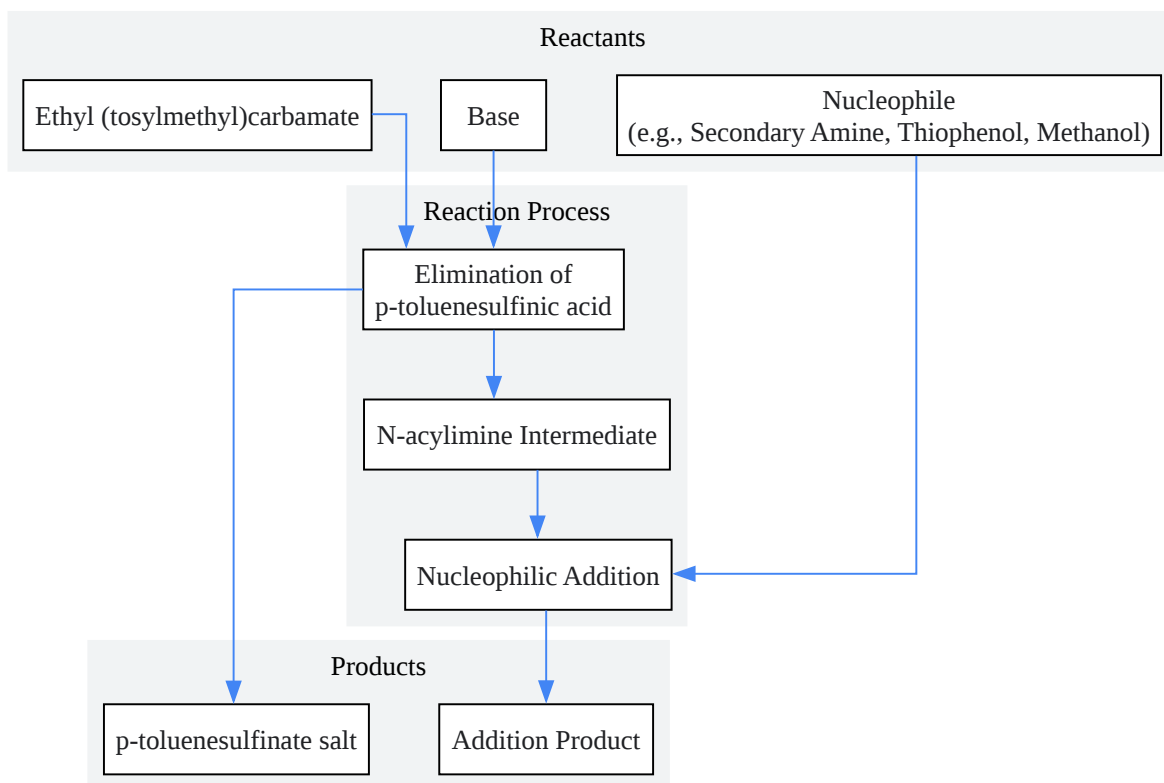 Reactants
Ethyl (tosylmethyl)carbamate
Base
Nucleophile
(e.g., Secondary Amine, Thiophenol, Methanol)
Reaction Process
Elimination of
p-toluenesulfinic acid
N-acylimine Intermediate
Nucleophilic Addition
Products
p-toluenesulfinate salt
Addition Product